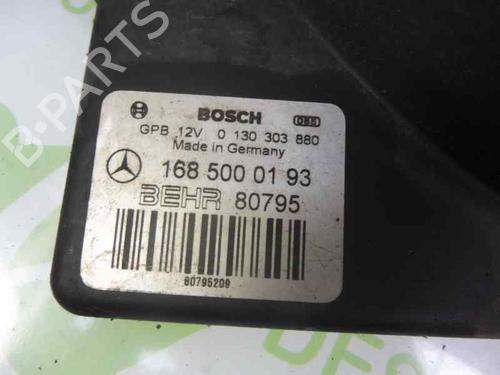 B-PARTS
BOSCH
GPB 12V 0 130 303 880
Made in Germany
168 500 01 93
BEHR 80795
80795209